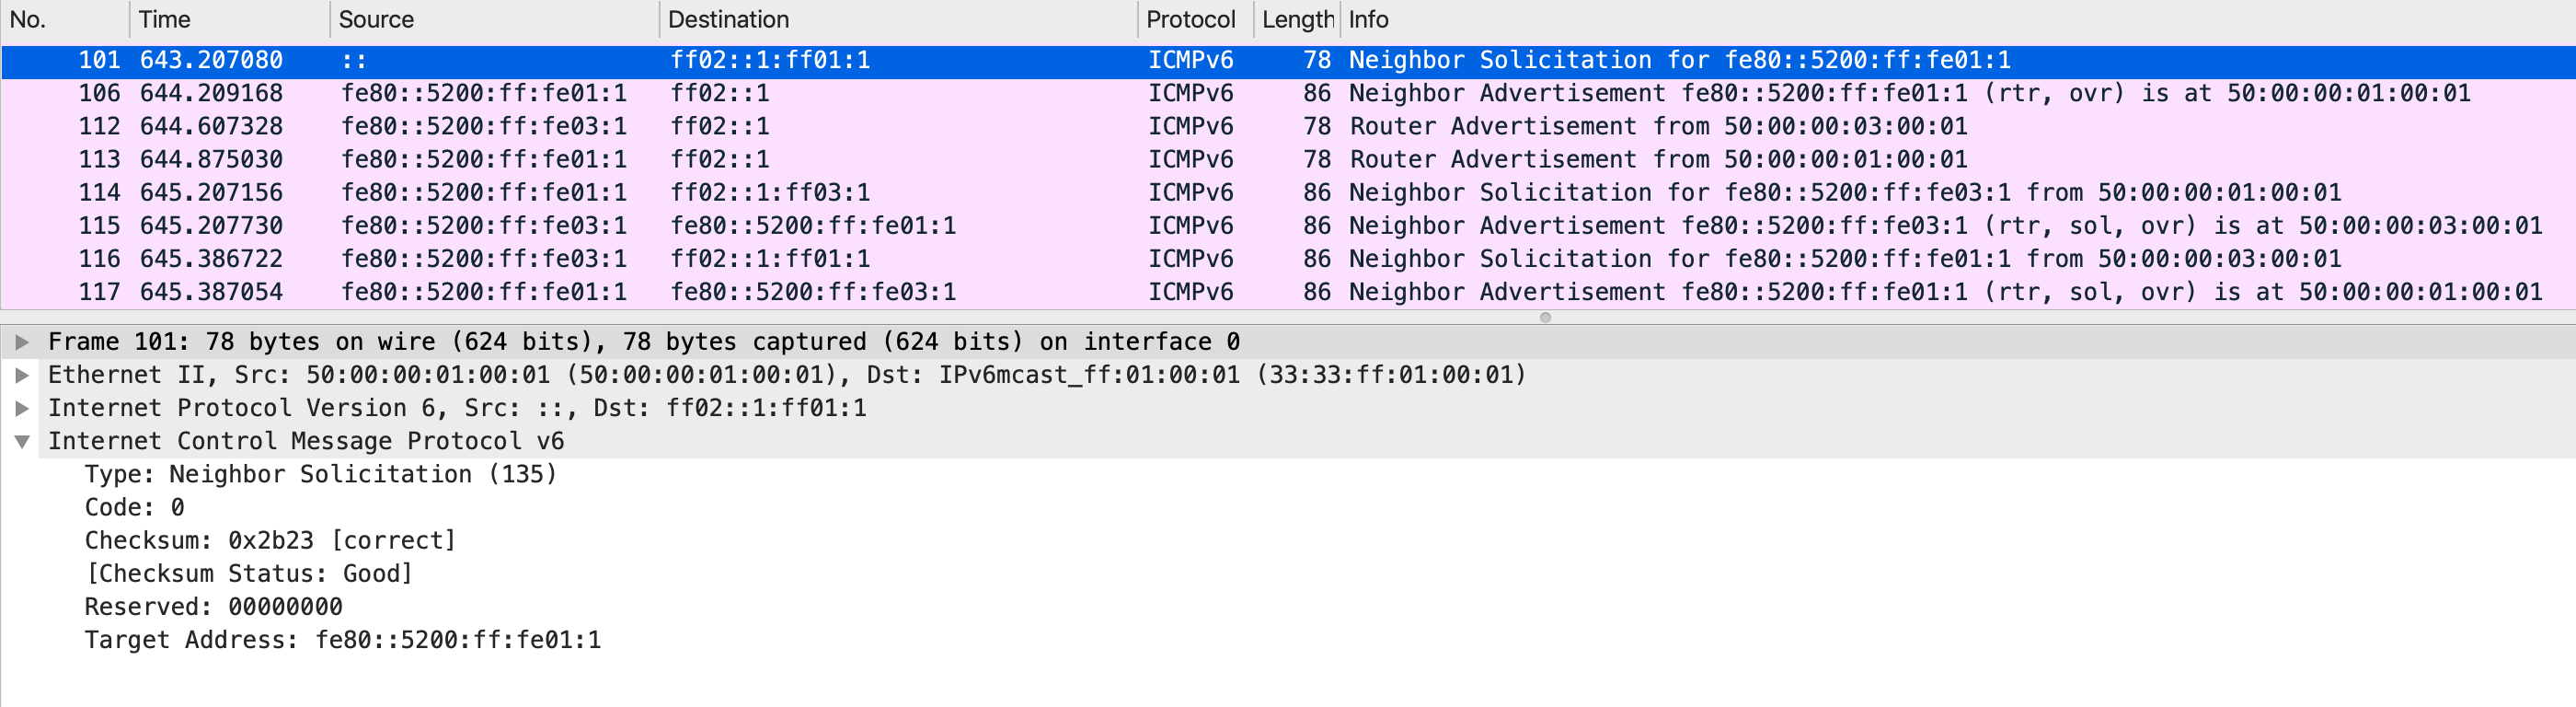 No. Time Source Destination Protocol Length Info
101 643.207080 :: ff02::1:ff01:1 ICMPv6 78 Neighbor Solicitation for fe80::5200:ff:fe01:1
106 644.209168 fe80::5200:ff:fe01:1 ff02::1 ICMPv6 86 Neighbor Advertisement fe80::5200:ff:fe01:1 (rtr, ovr) is at 50:00:00:01:00:01
112 644.607328 fe80::5200:ff:fe03:1 ff02::1 ICMPv6 78 Router Advertisement from 50:00:00:03:00:01
113 644.875030 fe80::5200:ff:fe01:1 ff02::1 ICMPv6 78 Router Advertisement from 50:00:00:01:00:01
114 645.207156 fe80::5200:ff:fe01:1 ff02::1:ff03:1 ICMPv6 86 Neighbor Solicitation for fe80::5200:ff:fe03:1 from 50:00:00:01:00:01
115 645.207730 fe80::5200:ff:fe03:1 fe80::5200:ff:fe01:1 ICMPv6 86 Neighbor Advertisement fe80::5200:ff:fe03:1 (rtr, sol, ovr) is at 50:00:00:03:00:01
116 645.386722 fe80::5200:ff:fe03:1 ff02::1:ff01:1 ICMPv6 86 Neighbor Solicitation for fe80::5200:ff:fe01:1 from 50:00:00:03:00:01
117 645.387054 fe80::5200:ff:fe01:1 fe80::5200:ff:fe03:1 ICMPv6 86 Neighbor Advertisement fe80::5200:ff:fe01:1 (rtr, sol, ovr) is at 50:00:00:01:00:01
Frame 101: 78 bytes on wire (624 bits), 78 bytes captured (624 bits) on interface 0
Ethernet II, Src: 50:00:00:01:00:01 (50:00:00:01:00:01), Dst: IPv6mcast_ff:01:00:01 (33:33:ff:01:00:01)
Internet Protocol Version 6, Src: ::, Dst: ff02::1:ff01:1
Internet Control Message Protocol v6
Type: Neighbor Solicitation (135)
Code: 0
Checksum: 0x2b23 [correct]
[Checksum Status: Good]
Reserved: 00000000
Target Address: fe80::5200:ff:fe01:1